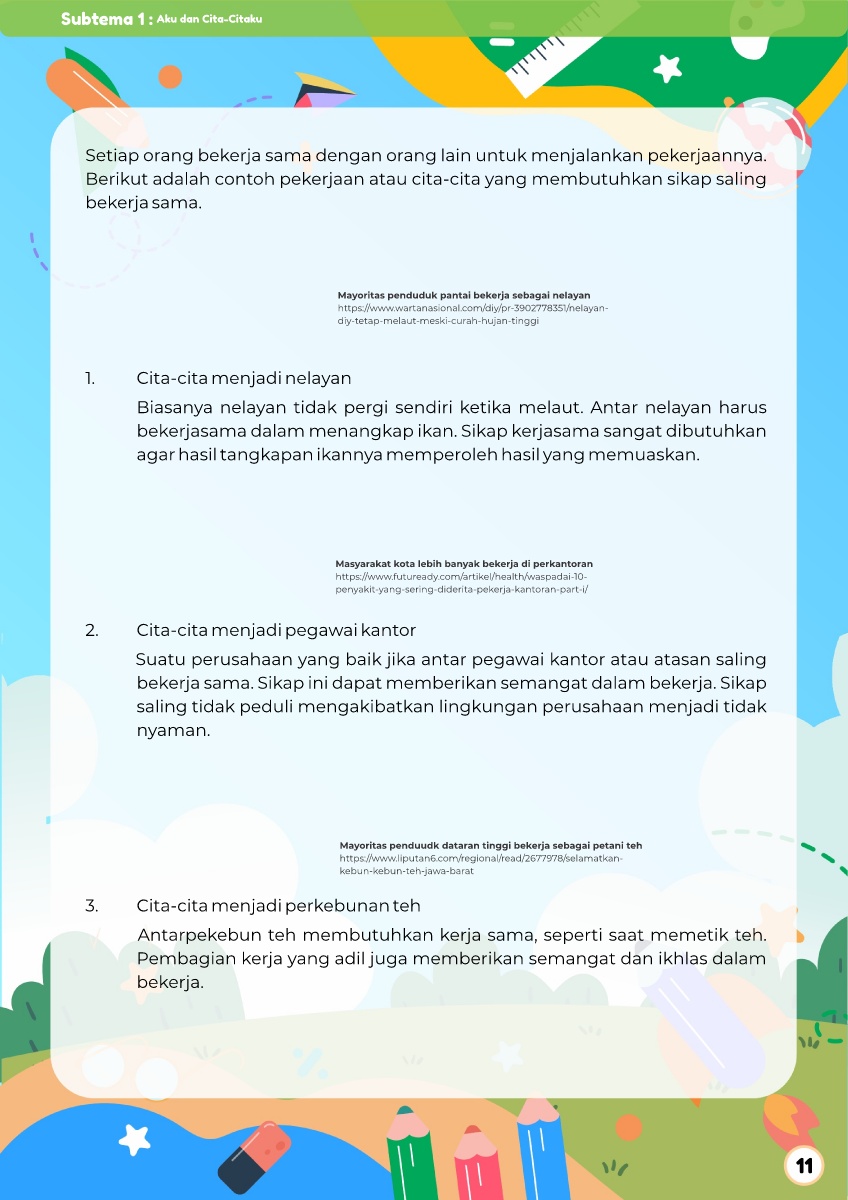 Subtema 1 : Aku dan Cita-Citaku
Setiap orang bekerja sama dengan orang lain untuk menjalankan pekerjaannya.
Berikut adalah contoh pekerjaan atau cita-cita yang membutuhkan sikap saling
bekerja sama.
Mayoritas penduduk pantai bekerja sebagai nelayan
https://www.wartanasional.com/diy/pr-3902778351/nelayan-
diy-tetap-melaut-meski-curah-hujan-tinggi
1. Cita-cita menjadi nelayan
Biasanya nelayan tidak pergi sendiri ketika melaut. Antar nelayan harus
bekerjasama dalam menangkap ikan. Sikap kerjasama sangat dibutuhkan
agar hasil tangkapan ikannya memperoleh hasil yang memuaskan.
Masyarakat kota lebih banyak bekerja di perkantoran
https://www.futuready.com/artikel/health/waspadai-10-
penyakit-yang-sering-diderita-pekerja-kantoran-part-i/
2. Cita-cita menjadi pegawai kantor
Suatu perusahaan yang baik jika antar pegawai kantor atau atasan saling
bekerja sama. Sikap ini dapat memberikan semangat dalam bekerja. Sikap
saling tidak peduli mengakibatkan lingkungan perusahaan menjadi tidak
nyaman.
Mayoritas penduudk dataran tinggi bekerja sebagai petani teh
https://www.liputan6.com/regional/read/2677978/selamatkan-
kebun-kebun-teh-jawa-barat
3. Cita-cita menjadi perkebunan teh
Antarpekebun teh membutuhkan kerja sama, seperti saat memetik teh.
Pembagian kerja yang adil juga memberikan semangat dan ikhlas dalam
bekerja.
11